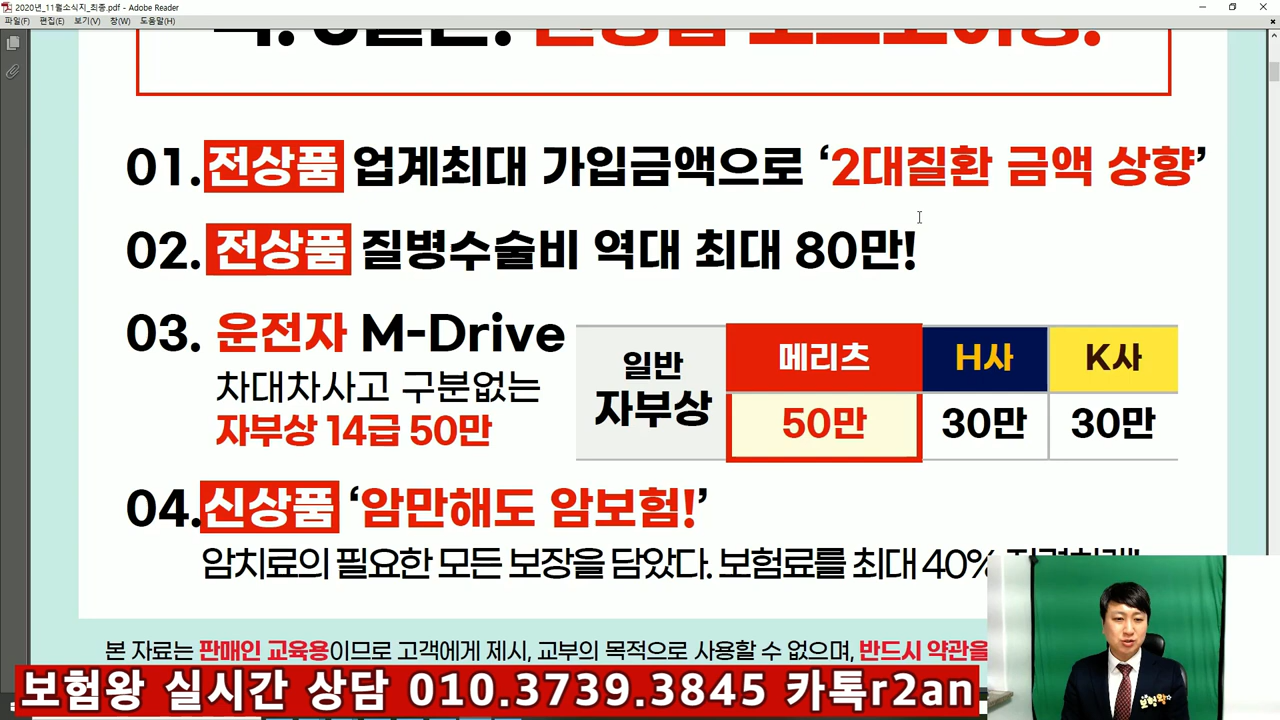 2020년_11월소식지_최종.pdf - Adobe Reader
파일(F) 편집(E) 보기(V) 창(W) 도움말(H)
01. 전상품 업계최대 가입금액으로 ‘2대질환 금액 상향’
02. 전상품 질병수술비 역대 최대 80만!
03. 운전자 M-Drive
차대차사고 구분없는
자부상 14급 50만
일반 자부상 메리츠 H사 K사
50만 30만 30만
04. 신상품 ‘암만해도 암보험!’
암치료의 필요한 모든 보장을 담았다. 보험료를 최대 40%
본 자료는 판매인 교육용이므로 고객에게 제시, 교부의 목적으로 사용할 수 없으며, 반드시 약관을
보험왕 실시간 상담 010.3739.3845 카톡r2an
보험왕